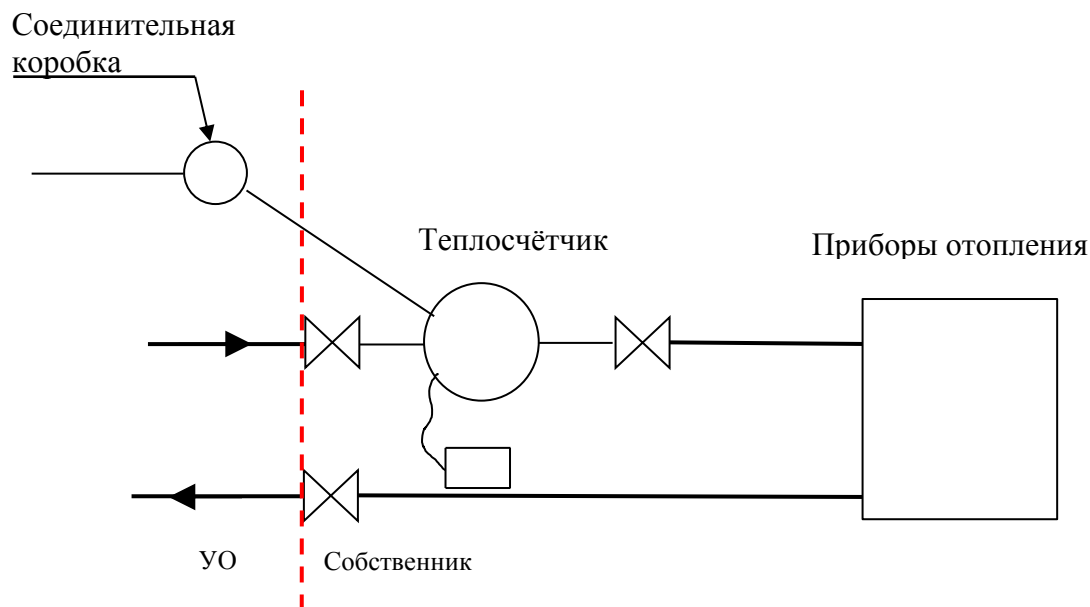 Соединительная
коробка
Теплосчётчик
Приборы отопления
УО
Собственник